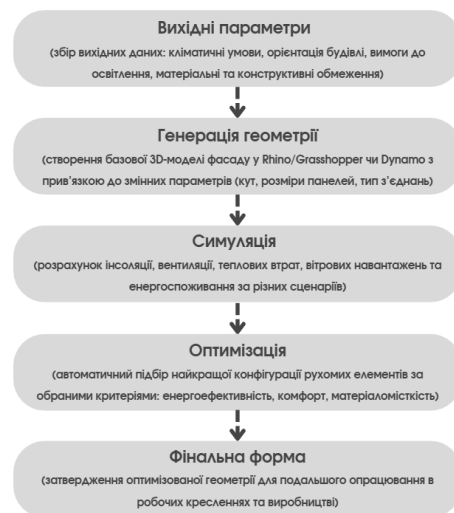 Вихідні параметри
(збір вихідних даних: кліматичні умови, орієнтація будівлі, вимоги до
освітлення, матеріальні та конструктивні обмеження)
Генерація геометрії
(створення базової 3D-моделі фасаду у Rhino/Grasshopper чи Dynamo з
прив’язкою до змінних параметрів (кут, розміри панелей, тип з’єднань)
Симуляція
(розрахунок інсоляції, вентиляції, теплових втрат, вітрових навантажень та
енергоспоживання за різних сценаріїв)
Оптимізація
(автоматичний підбір найкращої конфігурації рухомих елементів за
обраними критеріями: енергоефективність, комфорт, матеріаломісткість)
Фінальна форма
(затвердження оптимізованої геометрії для подальшого опрацювання в
робочих кресленнях та виробництві)